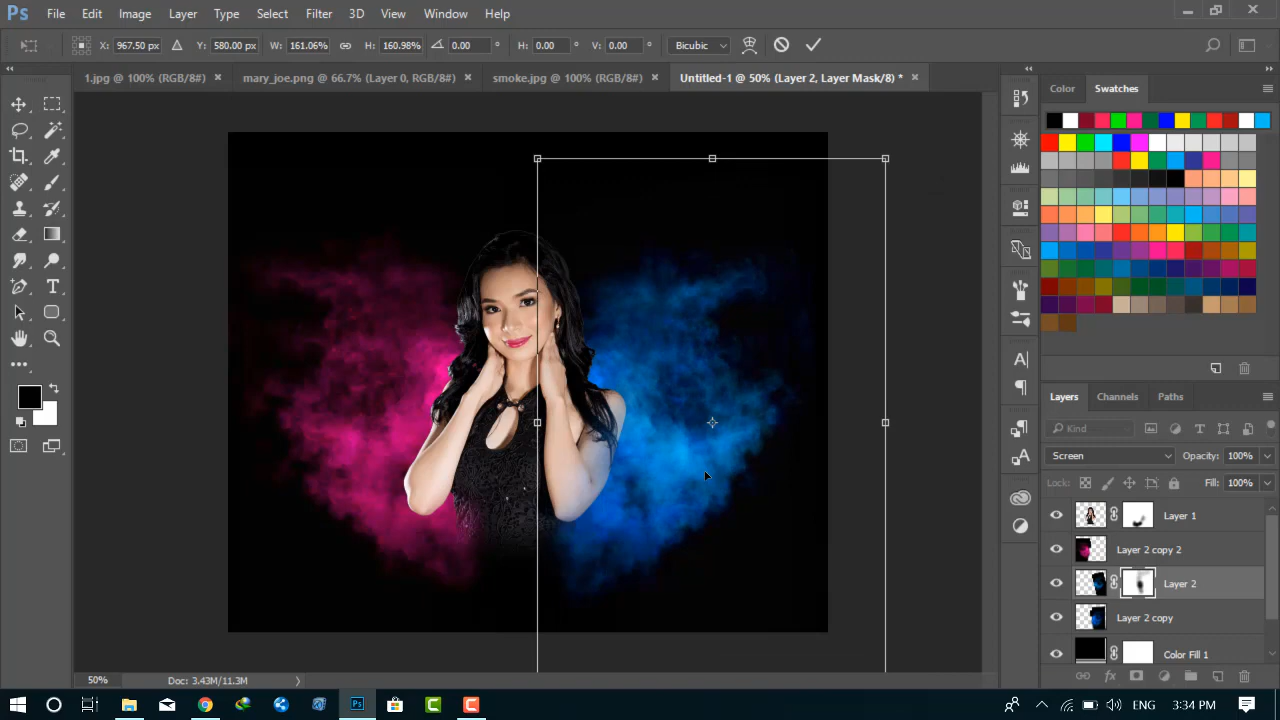 Ps File Edit Image Layer Type Select Filter 3D View Window Help
X: 967.50 px Y: 580.00 px W: 161.06% H: 160.98% 0.00 ° H: 0.00 ° V: 0.00 ° Bicubic
1.jpg @ 100% (RGB/8#) × mary_joe.png @ 66.7% (Layer 0, RGB/8#) × smoke.jpg @ 100% (RGB/8#) × Untitled-1 @ 50% (Layer 2, Layer Mask/8) * ×
Color Swatches
Layers Channels Paths
Kind
Screen Opacity: 100%
Lock: Fill: 100%
Layer 1
Layer 2 copy 2
Layer 2
Layer 2 copy
Color Fill 1
50% Doc: 3.43M/11.3M
Ps ENG 3:34 PM